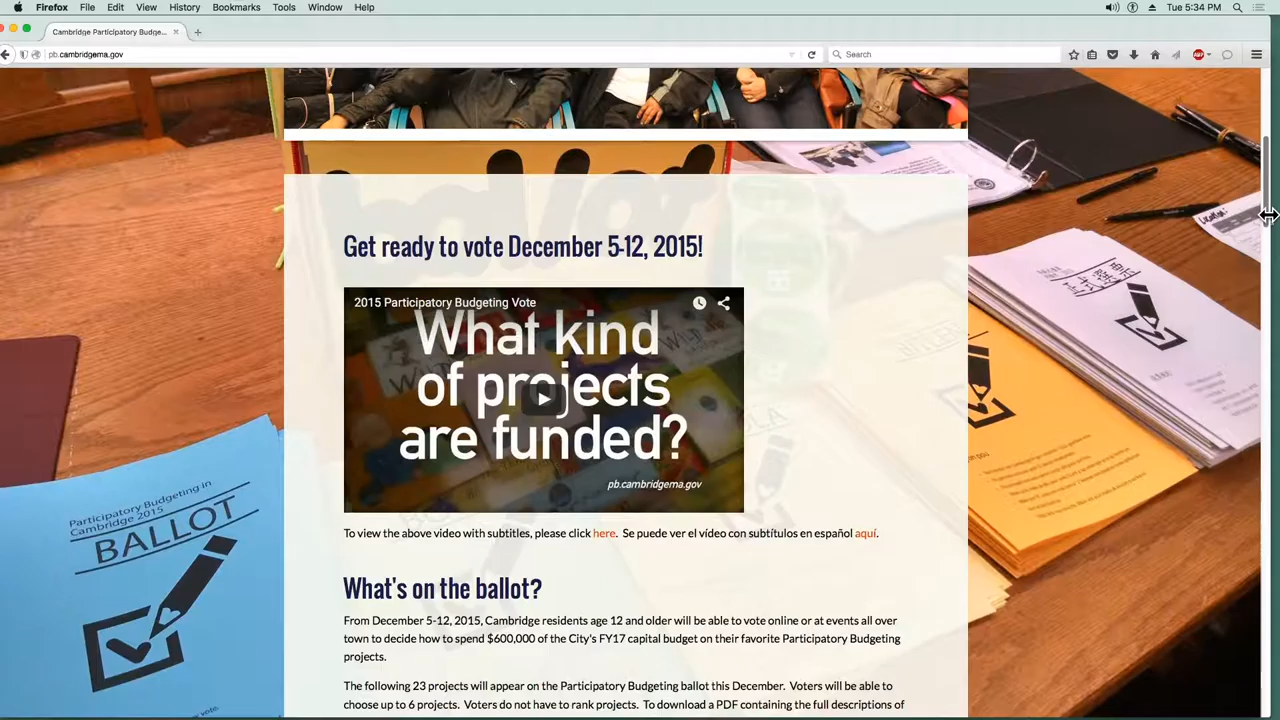 Firefox File Edit View History Bookmarks Tools Window Help Tue 5:34 PM
Cambridge Participatory Budge...
pb.cambridgema.gov Search
ABP
Get ready to vote December 5-12, 2015!
2015 Participatory Budgeting Vote
What kind
of projects
are funded?
pb.cambridgema.gov
To view the above video with subtitles, please click here. Se puede ver el vídeo con subtítulos en español aquí.
What's on the ballot?
From December 5-12, 2015, Cambridge residents age 12 and older will be able to vote online or at events all over
town to decide how to spend $600,000 of the City's FY17 capital budget on their favorite Participatory Budgeting
projects.
The following 23 projects will appear on the Participatory Budgeting ballot this December. Voters will be able to
choose up to 6 projects. Voters do not have to rank projects. To download a PDF containing the full descriptions of
Participatory Budgeting in
Cambridge 2015
BALLOT